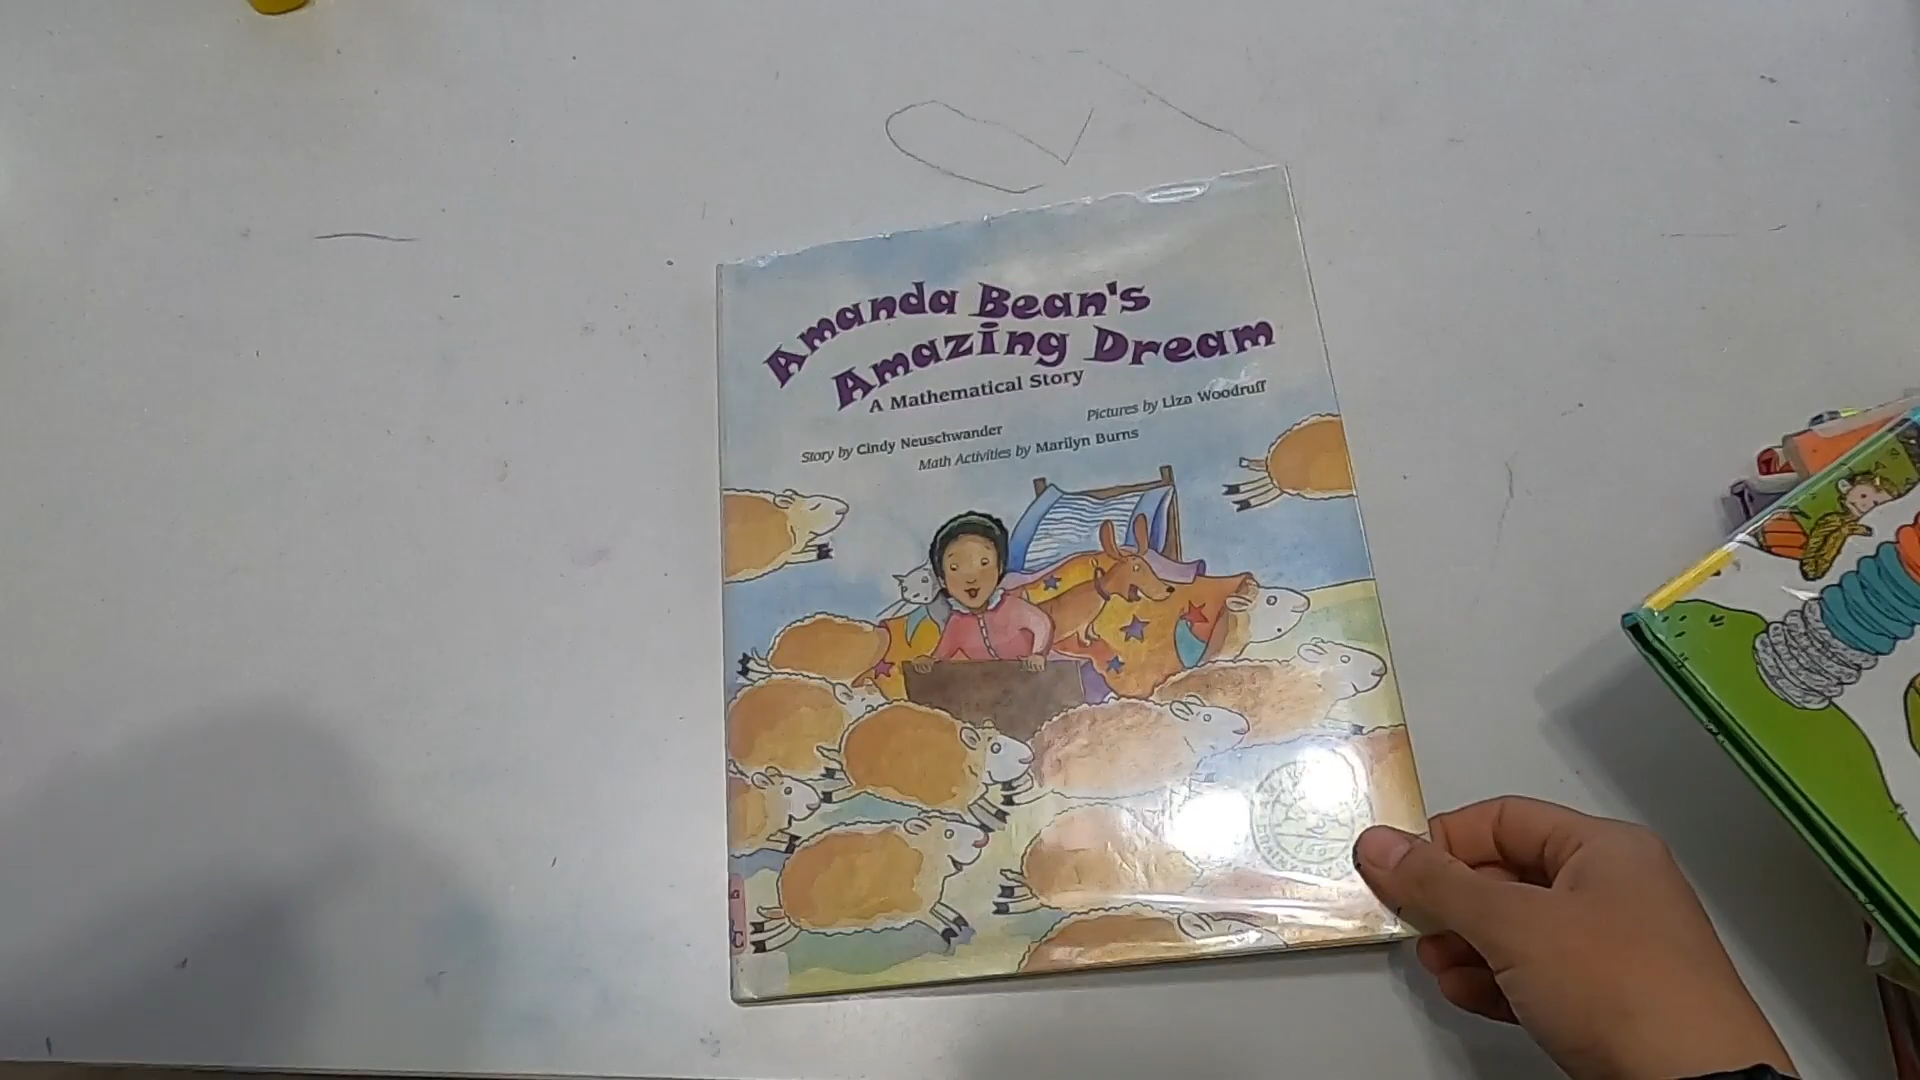 Amanda Bean's
Amazing Dream
A Mathematical Story
Story by Cindy Neuschwander
Pictures by Liza Woodruff
Math Activities by Marilyn Burns